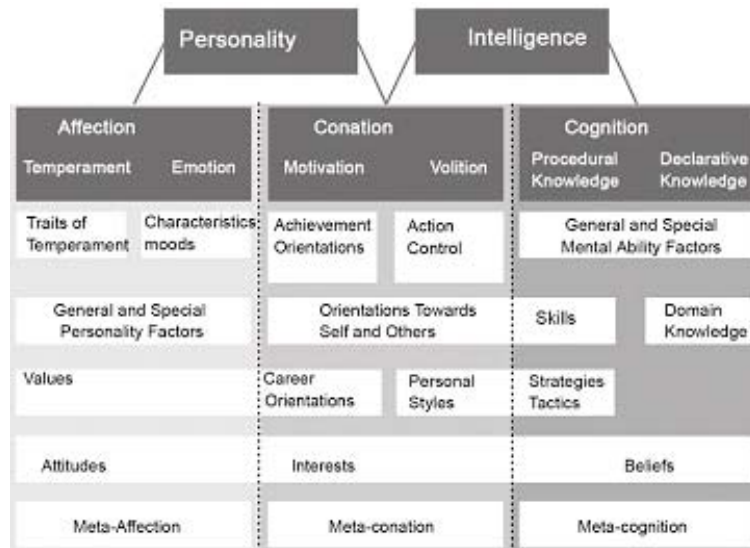 Personality
Intelligence
Affection
Conation
Cognition
Temperament
Emotion
Motivation
Volition
Procedural
Knowledge
Declarative
Knowledge
Traits of
Temperament
Characteristics
moods
Achievement
Orientations
Action
Control
General and Special
Mental Ability Factors
General and Special
Personality Factors
Orientations Towards
Self and Others
Skills
Domain
Knowledge
Values
Career
Orientations
Personal
Styles
Strategies
Tactics
Attitudes
Interests
Beliefs
Meta-Affection
Meta-conation
Meta-cognition